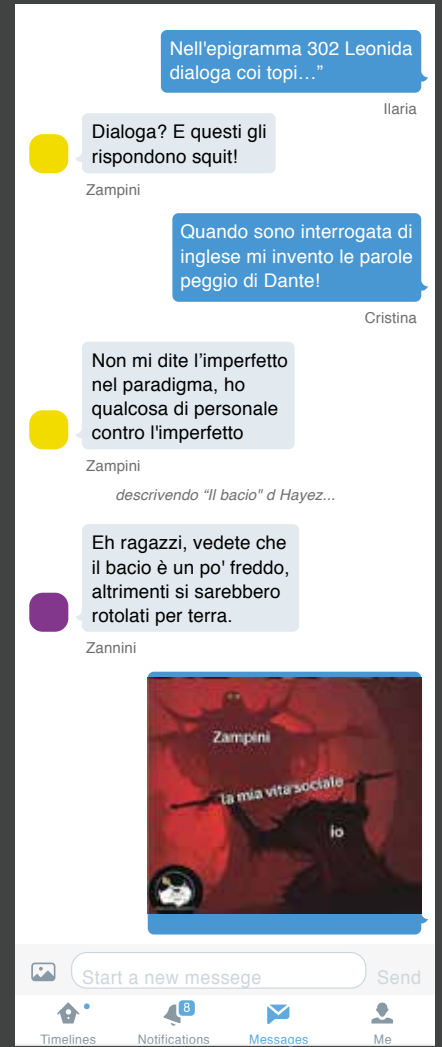 Nell'epigramma 302 Leonida
dialoga coi topi…”
Ilaria
Dialoga? E questi gli
rispondono squit!
Zampini
Quando sono interrogata di
inglese mi invento le parole
peggio di Dante!
Cristina
Non mi dite l’imperfetto
nel paradigma, ho
qualcosa di personale
contro l'imperfetto
Zampini
descrivendo “Il bacio" d Hayez...
Eh ragazzi, vedete che
il bacio è un po' freddo,
altrimenti si sarebbero
rotolati per terra.
Zannini
Zampini
la mia vita sociale
io
Start a new messege
Send
8
Timelines
Notifications
Messages
Me